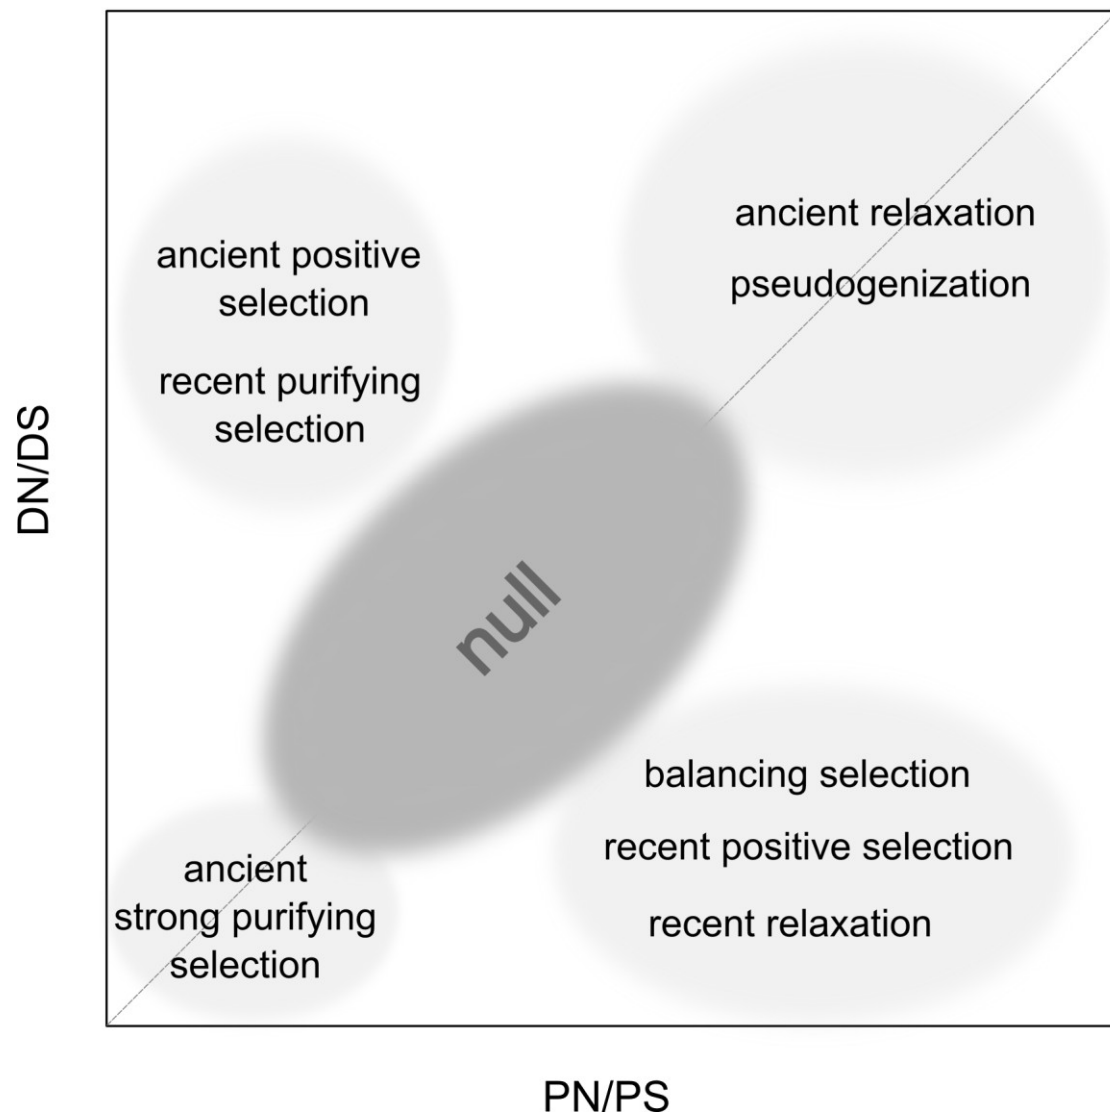 ancient relaxation
pseudogenization
ancient positive
selection
recent purifying
selection
DN/DS
null
balancing selection
recent positive selection
recent relaxation
ancient
strong purifying
selection
PN/PS